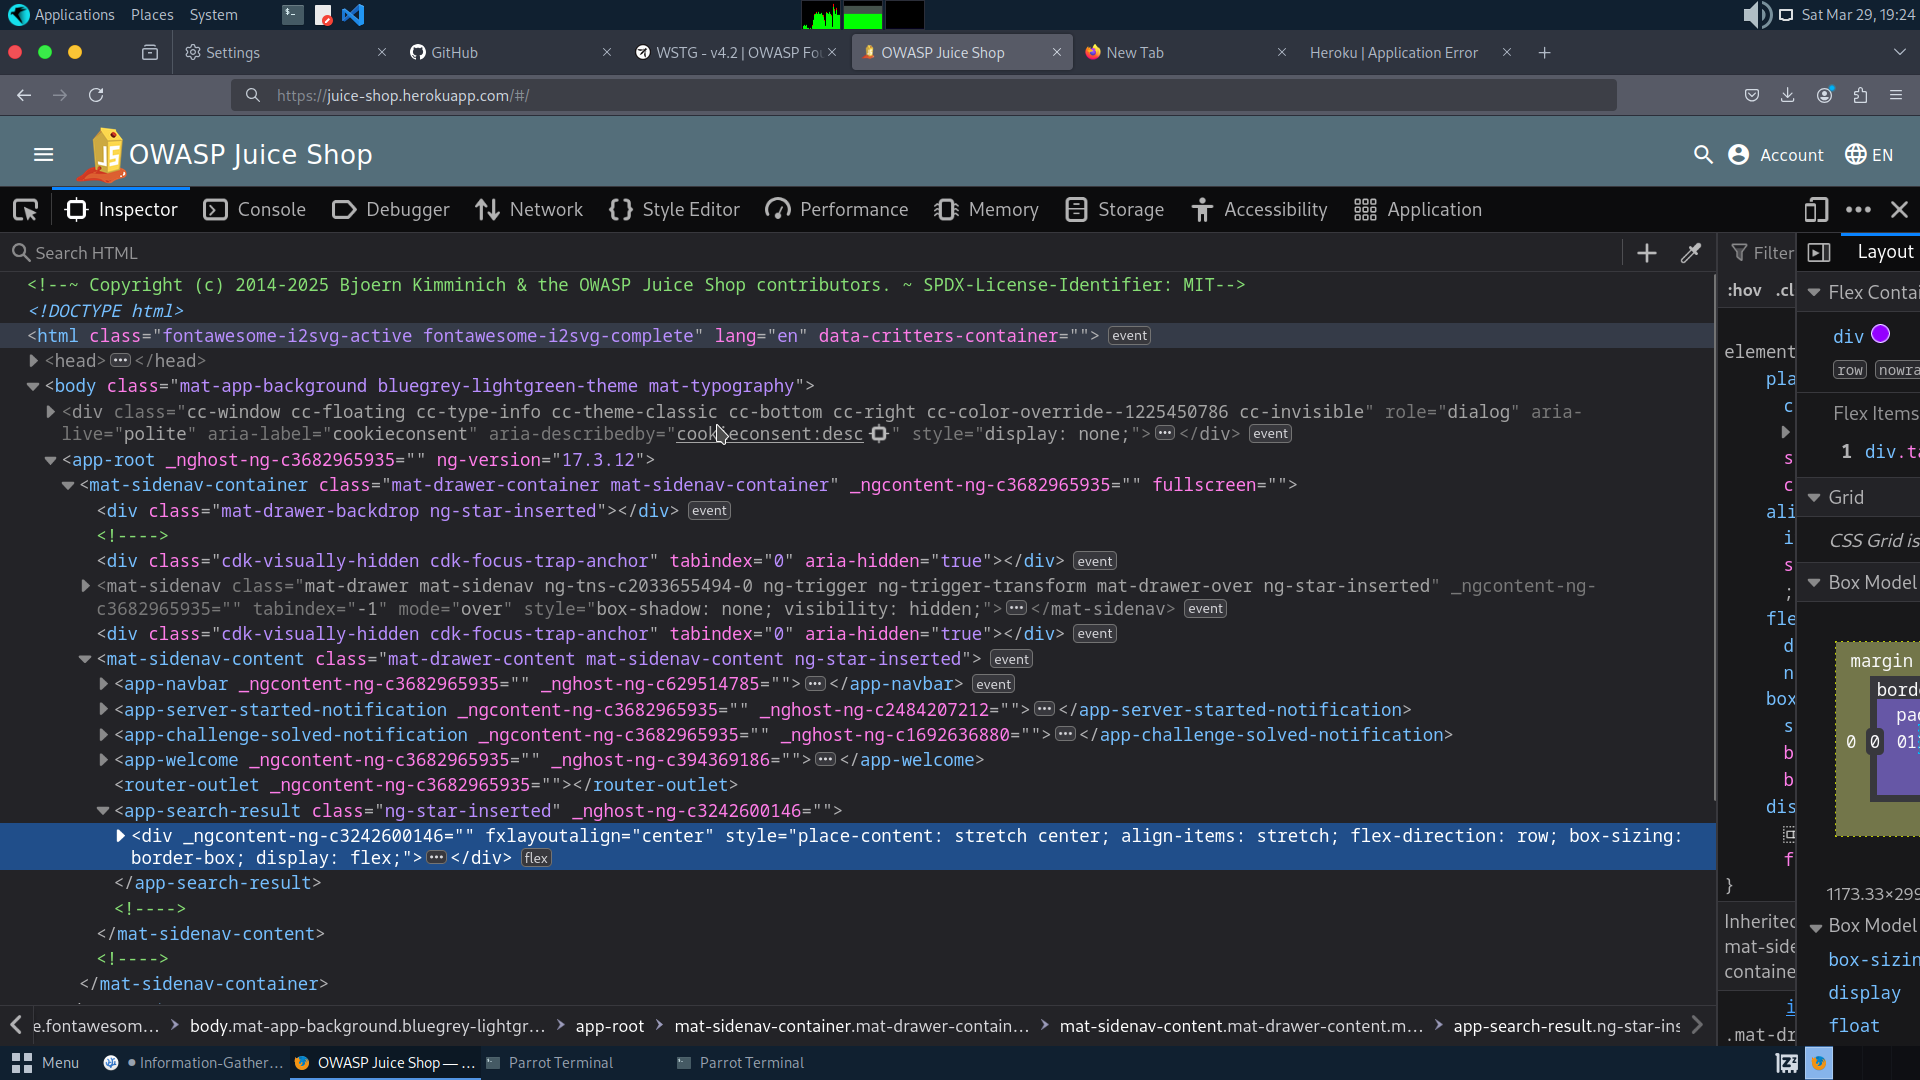 Applications Places System Sat Mar 29, 19:24
Settings GitHub WSTG - v4.2 | OWASP Fou OWASP Juice Shop New Tab Heroku | Application Error
https://juice-shop.herokuapp.com/#/
OWASP Juice Shop Account EN
Inspector Console Debugger Network Style Editor Performance Memory Storage Accessibility Application
Search HTML Filter Layout
<!--~ Copyright (c) 2014-2025 Bjoern Kimminich & the OWASP Juice Shop contributors. ~ SPDX-License-Identifier: MIT-->
<!DOCTYPE html>
<html class="fontawesome-i2svg-active fontawesome-i2svg-complete" lang="en" data-critters-container=""> event
<head> ••• </head>
<body class="mat-app-background bluegrey-lightgreen-theme mat-typography">
<div class="cc-window cc-floating cc-type-info cc-theme-classic cc-bottom cc-right cc-color-override--1225450786 cc-invisible" role="dialog" aria-
live="polite" aria-label="cookieconsent" aria-describedby="cookieconsent:desc" style="display: none;"> ••• </div> event
<app-root _nghost-ng-c3682965935="" ng-version="17.3.12">
<mat-sidenav-container class="mat-drawer-container mat-sidenav-container" _ngcontent-ng-c3682965935="" fullscreen="">
<div class="mat-drawer-backdrop ng-star-inserted"></div> event
<!---->
<div class="cdk-visually-hidden cdk-focus-trap-anchor" tabindex="0" aria-hidden="true"></div> event
<mat-sidenav class="mat-drawer mat-sidenav ng-tns-c2033655494-0 ng-trigger ng-trigger-transform mat-drawer-over ng-star-inserted" _ngcontent-ng-
c3682965935="" tabindex="-1" mode="over" style="box-shadow: none; visibility: hidden;"> ••• </mat-sidenav> event
<div class="cdk-visually-hidden cdk-focus-trap-anchor" tabindex="0" aria-hidden="true"></div> event
<mat-sidenav-content class="mat-drawer-content mat-sidenav-content ng-star-inserted"> event
<app-navbar _ngcontent-ng-c3682965935="" _nghost-ng-c629514785=""> ••• </app-navbar> event
<app-server-started-notification _ngcontent-ng-c3682965935="" _nghost-ng-c2484207212=""> ••• </app-server-started-notification>
<app-challenge-solved-notification _ngcontent-ng-c3682965935="" _nghost-ng-c1692636880=""> ••• </app-challenge-solved-notification>
<app-welcome _ngcontent-ng-c3682965935="" _nghost-ng-c394369186=""> ••• </app-welcome>
<router-outlet _ngcontent-ng-c3682965935=""></router-outlet>
<app-search-result class="ng-star-inserted" _nghost-ng-c3242600146="">
<div _ngcontent-ng-c3242600146="" fxlayoutalign="center" style="place-content: stretch center; align-items: stretch; flex-direction: row; box-sizing:
border-box; display: flex;"> ••• </div> flex
</app-search-result>
<!---->
</mat-sidenav-content>
<!---->
</mat-sidenav-container>
:hov .cl
element
pla
c
s
c
ali
i
s
;
fle
d
n
box
s
b
b
dis
f
}
Inherited
mat-side
containe
i
.mat-dr
Flex Contai
div
row nowra
Flex Items
1 div.ta
Grid
CSS Grid is
Box Model
margin
borde
pad
0 0 01
1173.33×299
Box Model
box-sizin
display
float
e.fontawesom… body.mat-app-background.bluegrey-lightgr… app-root mat-sidenav-container.mat-drawer-contain… mat-sidenav-content.mat-drawer-content.m… app-search-result.ng-star-ins
Menu Information-Gather… OWASP Juice Shop — … Parrot Terminal Parrot Terminal